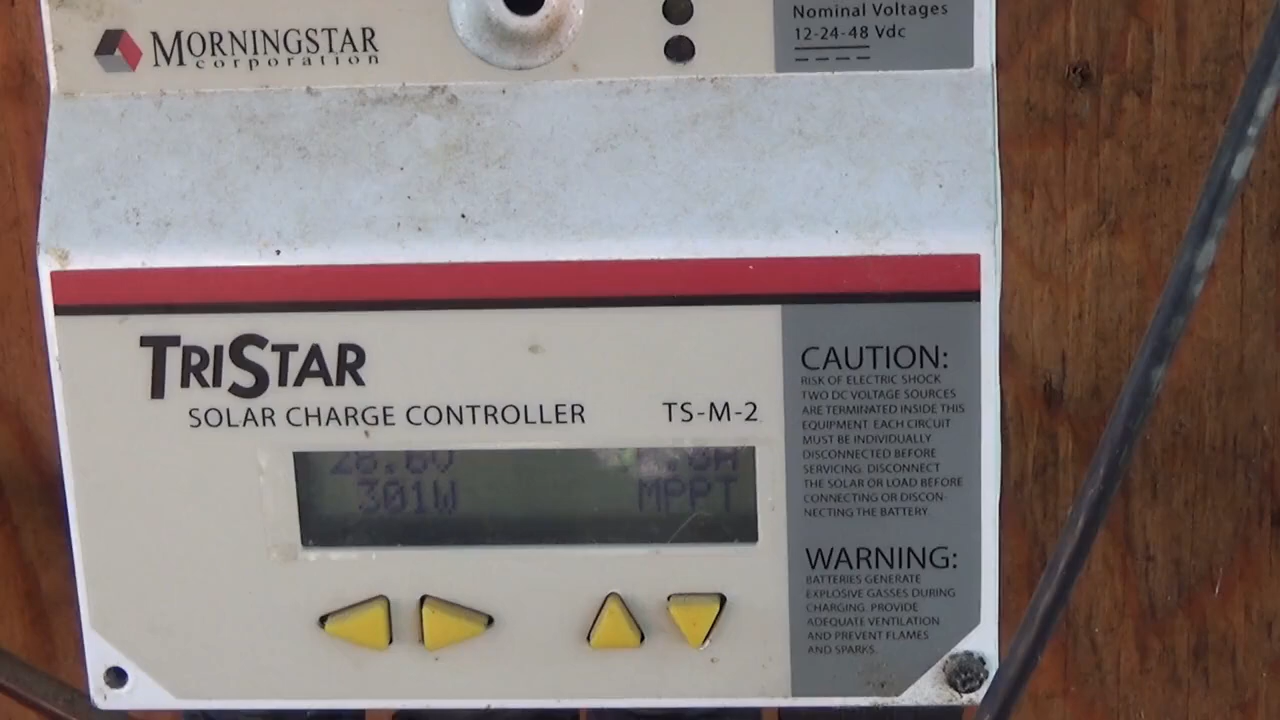 MORNINGSTAR
corporation
Nominal Voltages
12-24-48 Vdc
TRISTAR
SOLAR CHARGE CONTROLLER
TS-M-2
28.6V
301W MPPT
CAUTION:
RISK OF ELECTRIC SHOCK
TWO DC VOLTAGE SOURCES
ARE TERMINATED INSIDE THIS
EQUIPMENT. EACH CIRCUIT
MUST BE INDIVIDUALLY
DISCONNECTED BEFORE
SERVICING. DISCONNECT
THE SOLAR OR LOAD BEFORE
CONNECTING OR DISCON-
NECTING THE BATTERY.
WARNING:
BATTERIES GENERATE
EXPLOSIVE GASSES DURING
CHARGING. PROVIDE
ADEQUATE VENTILATION
AND PREVENT FLAMES
AND SPARKS.